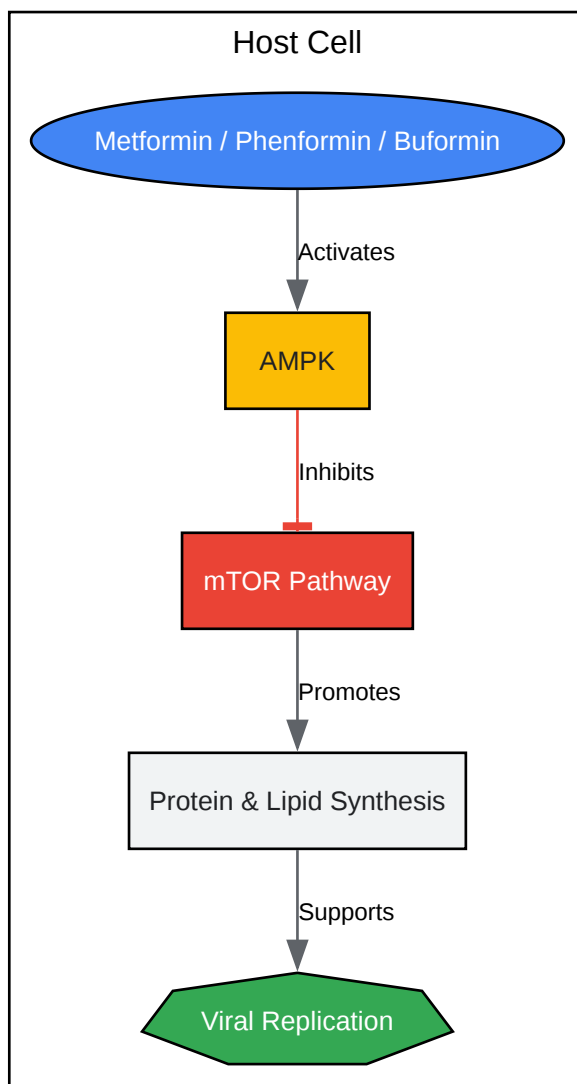 Host Cell
Metformin / Phenformin / Buformin
Activates
AMPK
Inhibits
mTOR Pathway
Promotes
Protein & Lipid Synthesis
Supports
Viral Replication